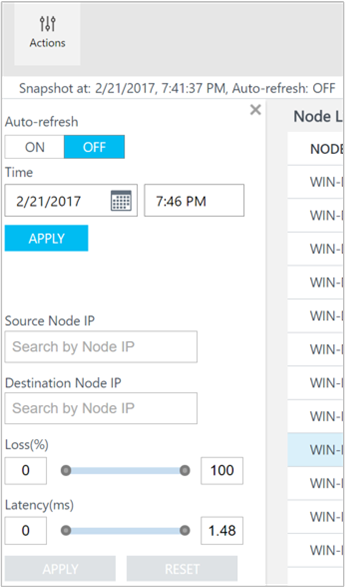 Actions
Snapshot at: 2/21/2017, 7:41:37 PM, Auto-refresh: OFF
Auto-refresh
ON OFF
Time
2/21/2017 7:46 PM
APPLY
Source Node IP
Search by Node IP
Destination Node IP
Search by Node IP
Loss(%)
0 100
Latency(ms)
0 1.48
APPLY RESET
Node L
NODE
WIN-I
WIN-I
WIN-I
WIN-I
WIN-I
WIN-I
WIN-I
WIN-I
WIN-I
WIN-I
WIN-I
WIN-I